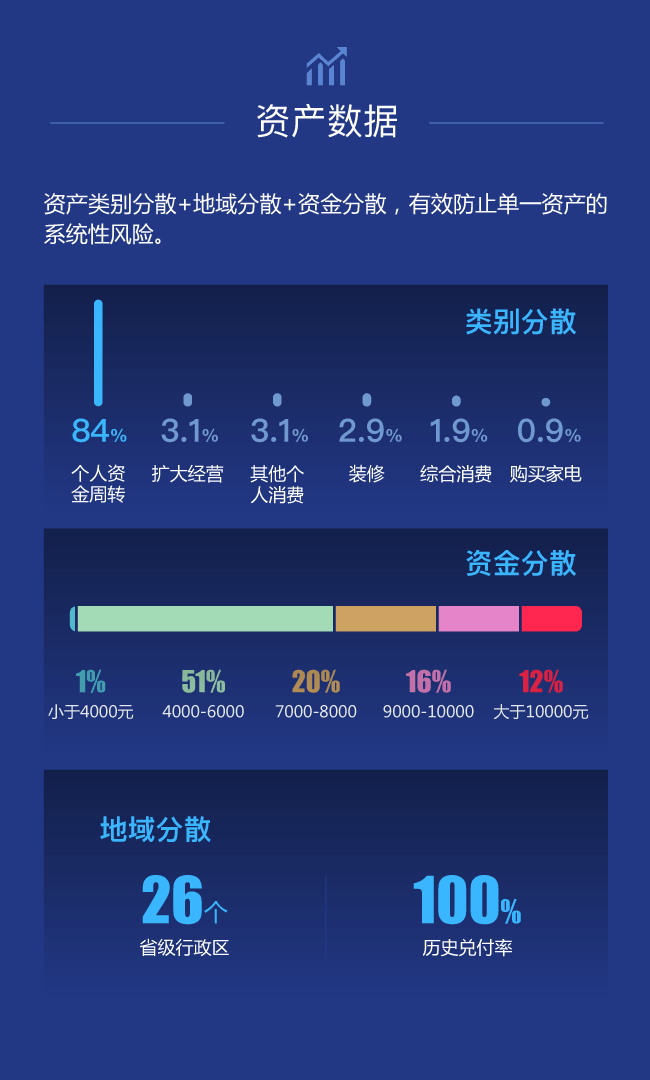 资产数据
资产类别分散+地域分散+资金分散，有效防止单一资产的
系统性风险。
类别分散
84% 3.1% 3.1% 2.9% 1.9% 0.9%
个人资 扩大经营 其他个 装修 综合消费 购买家电
金周转 人消费
资金分散
1% 51% 20% 16% 12%
小于4000元 4000-6000 7000-8000 9000-10000 大于10000元
地域分散
26个 100%
省级行政区 历史兑付率